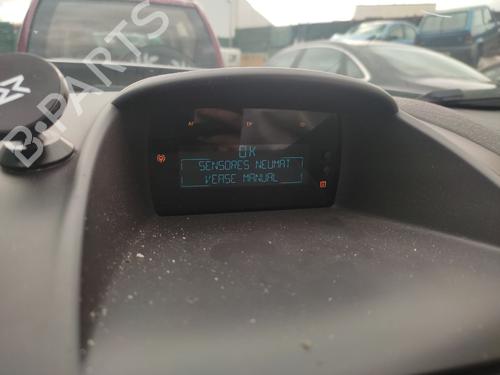 B-PARTS
OK
SENSORES NEUMAT
VEASE MANUAL